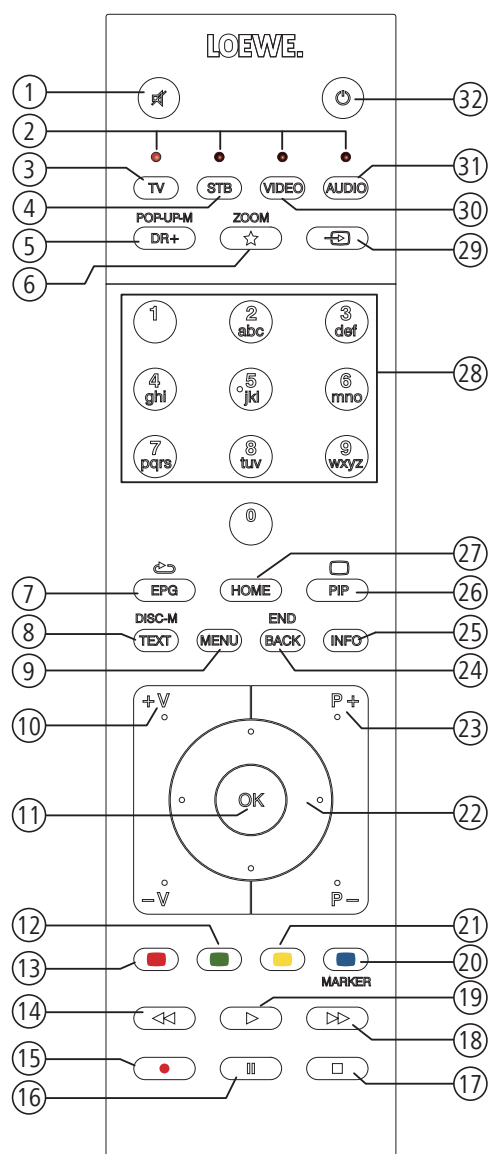 LOEWE.
1
32
2
3
TV
STB
VIDEO
AUDIO
31
4
30
POP-UP-M
ZOOM
5
DR+
29
6
1
2
abc
3
def
4
ghi
5
jkl
6
mno
28
7
pqrs
8
tuv
9
wxyz
0
27
7
EPG
HOME
PIP
26
DISC-M
END
8
TEXT
MENU
BACK
INFO
25
9
24
+V
P+
10
23
11
OK
22
−V
P−
12
21
13
20
MARKER
14
19
18
15
16
17